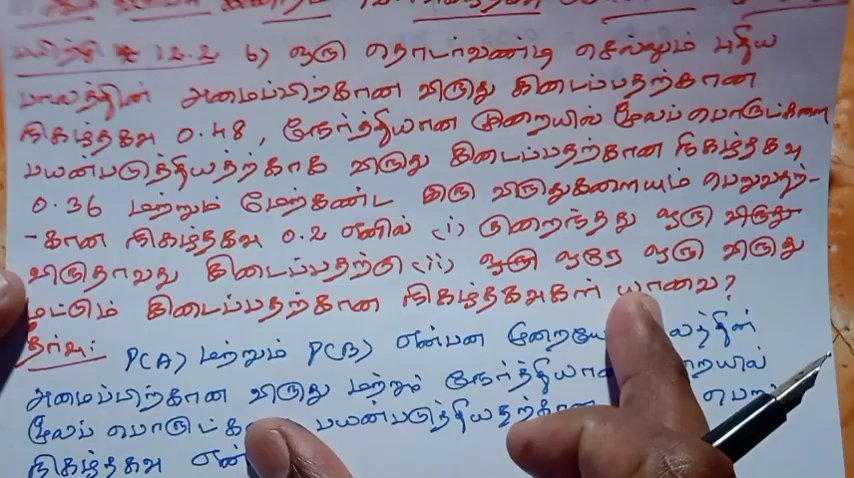 பயிற்சி 12.2 6) ஒரு தொடர்வண்டி செல்லும் புதிய
பாலத்தின் அமைப்பிற்கான விருது கிடைப்பதற்கான
நிகழ்தகவு 0.48, நேர்த்தியான முறையில் மூலப் பொருட்களை
பயன்படுத்தியதற்காக விருது கிடைப்பதற்கான நிகழ்தகவு
0.36 மற்றும் மேற்கண்ட இரு விருதுகளையும் பெறுவதற்-
-கான நிகழ்தகவு 0.2 எனில் (i) குறைந்தது ஒரு விருது
விருதாவது கிடைப்பதற்கு (ii) ஒரே ஒரு விருது
மட்டும் கிடைப்பதற்கான நிகழ்தகவுகள் யாவை?
தீர்வு:
P(A) மற்றும் P(B) என்பன
அமைப்பிற்கான விருது மற்றும்
மூலப் பயன்படுத்தியதற்கான
நிகழ்தகவு